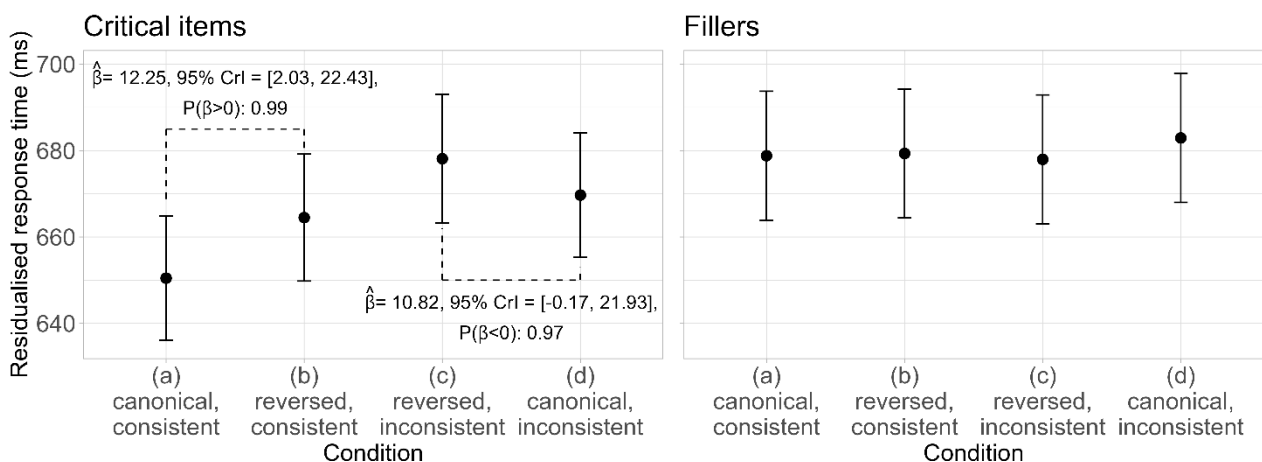 Critical items
Fillers
Residualised response time (ms)
700
680
660
640
β̂= 12.25, 95% CrI = [2.03, 22.43],
P(β>0): 0.99
β̂= 10.82, 95% CrI = [-0.17, 21.93],
P(β<0): 0.97
(a) (b) (c) (d)
canonical, reversed, reversed, canonical,
consistent consistent inconsistent inconsistent
Condition
(a) (b) (c) (d)
canonical, reversed, reversed, canonical,
consistent consistent inconsistent inconsistent
Condition